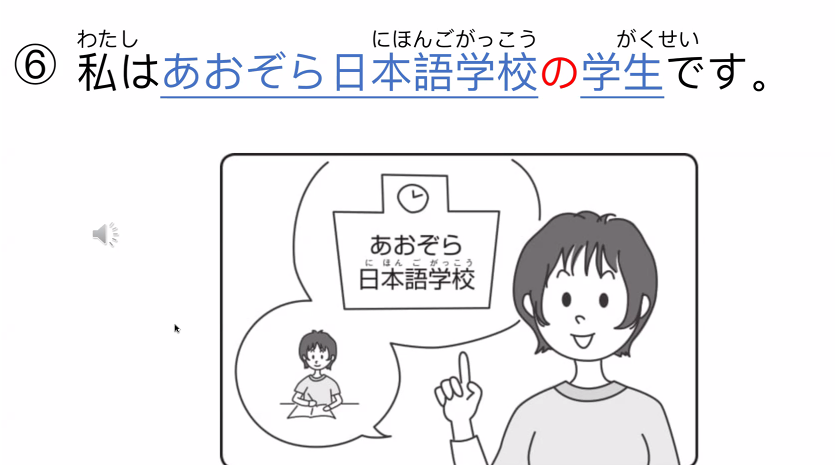 わたし にほんごがっこう がくせい
⑥ 私はあおぞら日本語学校の学生です。
あおぞら
に ほん ご がっこう
日本語学校